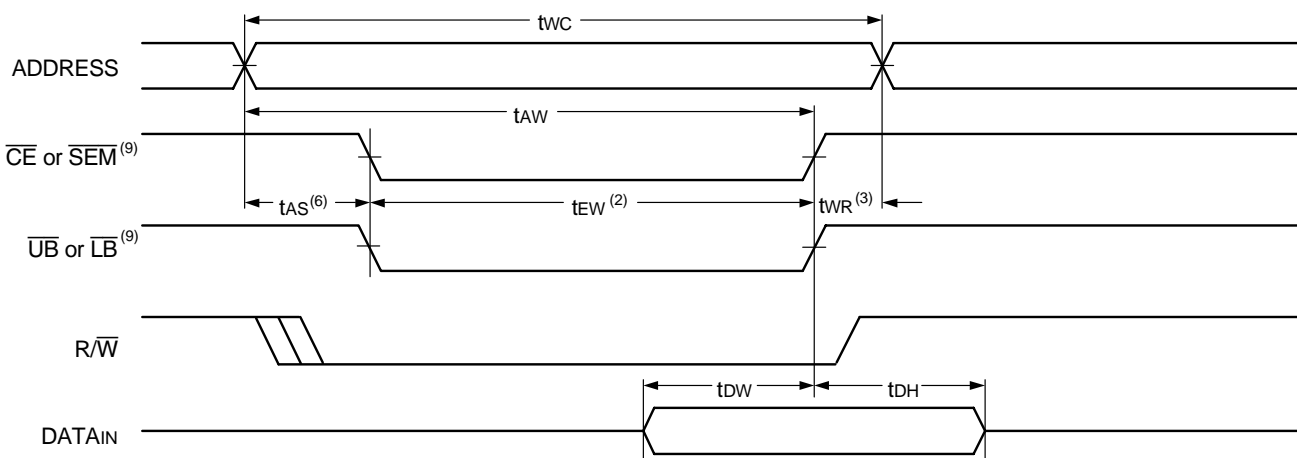 tWC
ADDRESS
tAW
CE or SEM(9)
tAS(6)
tEW(2)
tWR(3)
UB or LB(9)
R/W
tDW
tDH
DATAIN